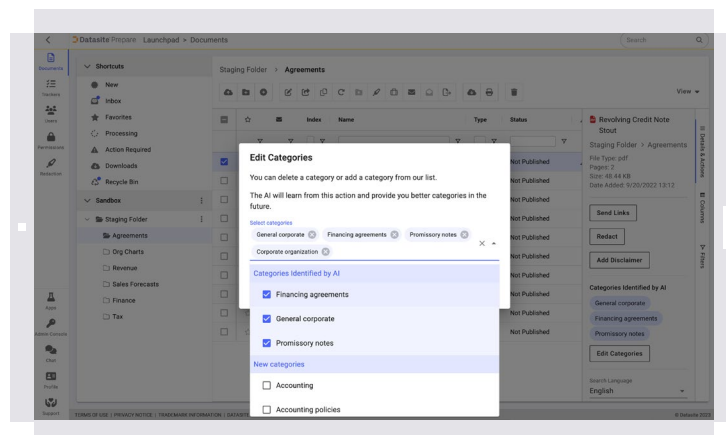 Datasite Prepare Launchpad > Documents
Search
Documents
Trackers
Users
Permissions
Redaction
Apps
Admin Console
Chat
Profile
Support
Shortcuts
New
Inbox
Favorites
Processing
Action Required
Downloads
Recycle Bin
Sandbox
Staging Folder
Agreements
Org Charts
Revenue
Sales Forecasts
Finance
Tax
Staging Folder > Agreements
View
Index Name Type Status
Not Published
Not Published
Not Published
Not Published
Not Published
Not Published
Not Published
Not Published
Not Published
Not Published
Edit Categories
You can delete a category or add a category from our list.
The AI will learn from this action and provide you better categories in the
future.
Select categories
General corporate Financing agreements Promissory notes
Corporate organization
Categories Identified by AI
Financing agreements
General corporate
Promissory notes
New categories
Accounting
Accounting policies
Revolving Credit Note
Stout
Staging Folder > Agreements
File Type: pdf
Pages: 2
Size: 48.44 KB
Date Added: 9/20/2022 13:12
Send Links
Redact
Add Disclaimer
Categories Identified by AI
General corporate
Financing agreements
Promissory notes
Edit Categories
Search Language
English
Details & Actions
Columns
Filters
TERMS OF USE | PRIVACY NOTICE | TRADEMARK INFORMATION |
© Datasite 2023